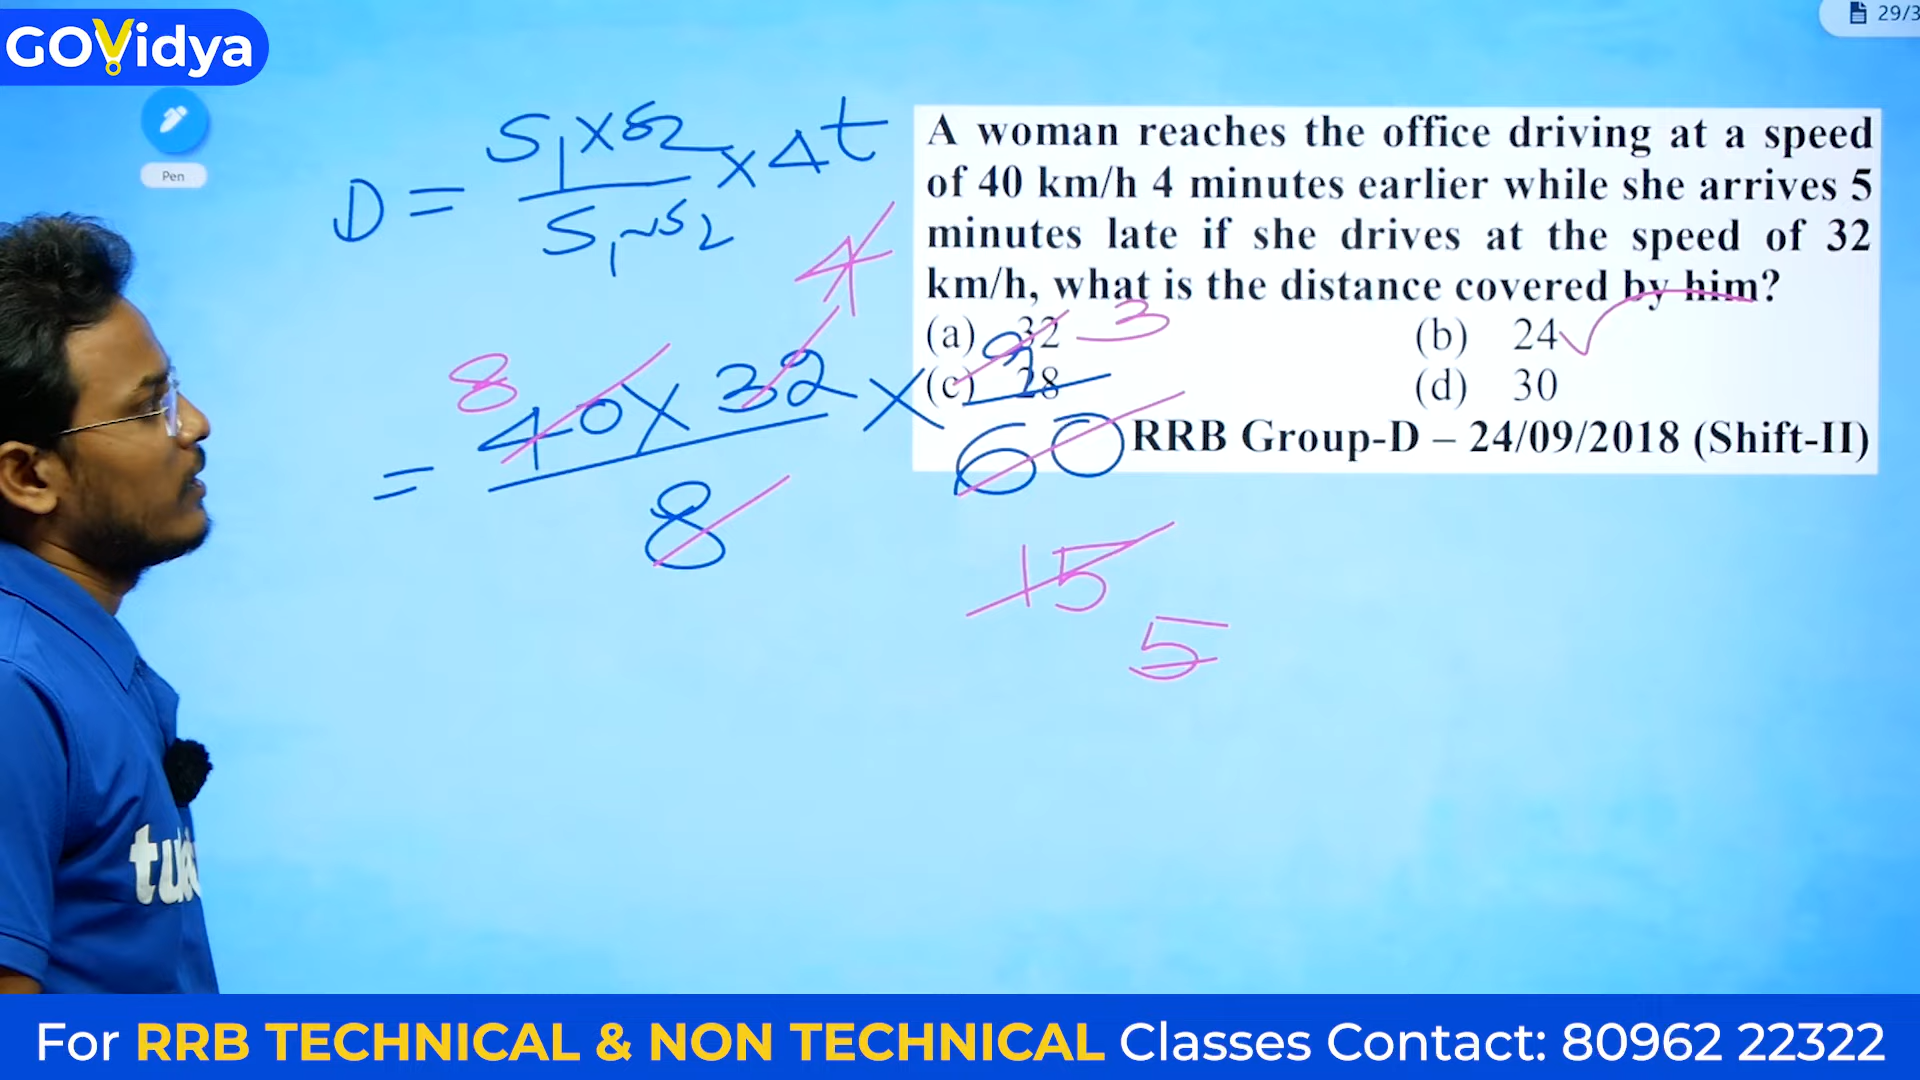 GOVidya
29/3
Pen
D = S1×S2 / S1~S2 × Δt
A woman reaches the office driving at a speed
of 40 km/h 4 minutes earlier while she arrives 5
minutes late if she drives at the speed of 32
km/h, what is the distance covered by him?
(a) 32
(b) 24 ✓
(c) 28
(d) 30
RRB Group-D – 24/09/2018 (Shift-II)
= 40 × 32 / 8 × 9 / 60
8
4
3
15
5
For RRB TECHNICAL & NON TECHNICAL Classes Contact: 80962 22322